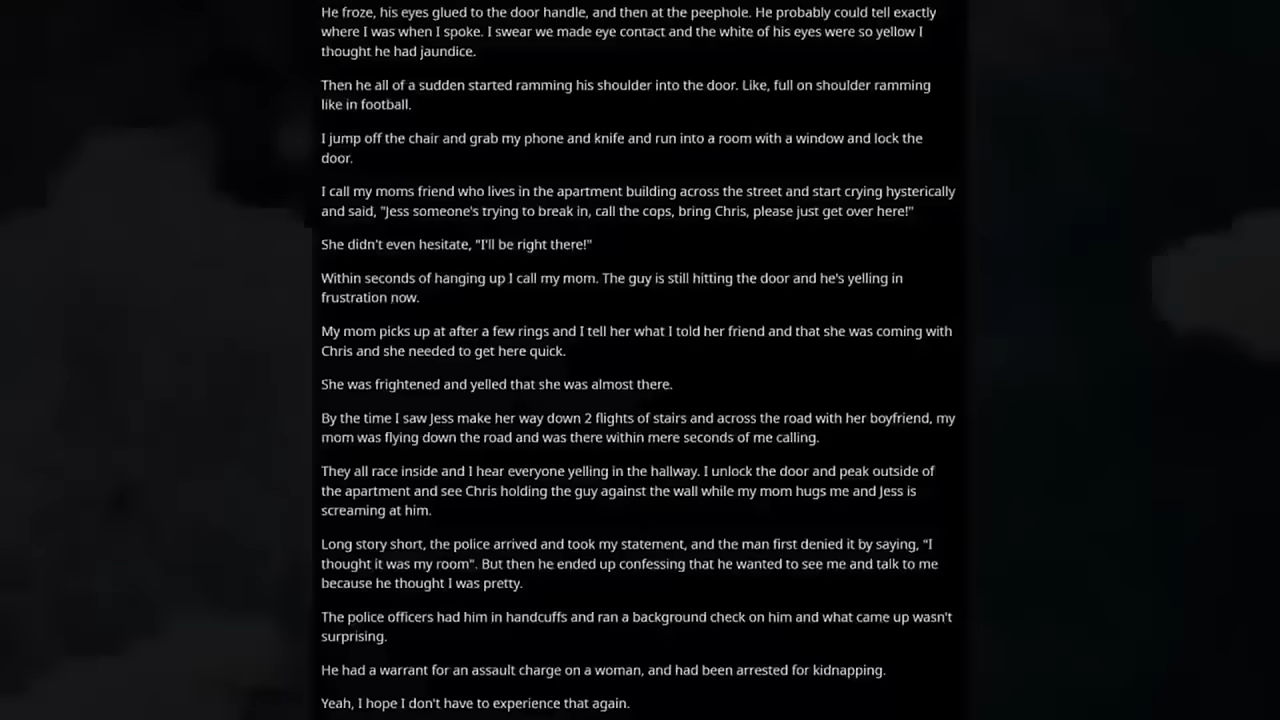 He froze, his eyes glued to the door handle, and then at the peephole. He probably could tell exactly
where I was when I spoke. I swear we made eye contact and the white of his eyes were so yellow I
thought he had jaundice.
Then he all of a sudden started ramming his shoulder into the door. Like, full on shoulder ramming
like in football.
I jump off the chair and grab my phone and knife and run into a room with a window and lock the
door.
I call my moms friend who lives in the apartment building across the street and start crying hysterically
and said, "Jess someone's trying to break in, call the cops, bring Chris, please just get over here!"
She didn't even hesitate, "I'll be right there!"
Within seconds of hanging up I call my mom. The guy is still hitting the door and he's yelling in
frustration now.
My mom picks up at after a few rings and I tell her what I told her friend and that she was coming with
Chris and she needed to get here quick.
She was frightened and yelled that she was almost there.
By the time I saw Jess make her way down 2 flights of stairs and across the road with her boyfriend, my
mom was flying down the road and was there within mere seconds of me calling.
They all race inside and I hear everyone yelling in the hallway. I unlock the door and peak outside of
the apartment and see Chris holding the guy against the wall while my mom hugs me and Jess is
screaming at him.
Long story short, the police arrived and took my statement, and the man first denied it by saying, "I
thought it was my room". But then he ended up confessing that he wanted to see me and talk to me
because he thought I was pretty.
The police officers had him in handcuffs and ran a background check on him and what came up wasn't
surprising.
He had a warrant for an assault charge on a woman, and had been arrested for kidnapping.
Yeah, I hope I don't have to experience that again.